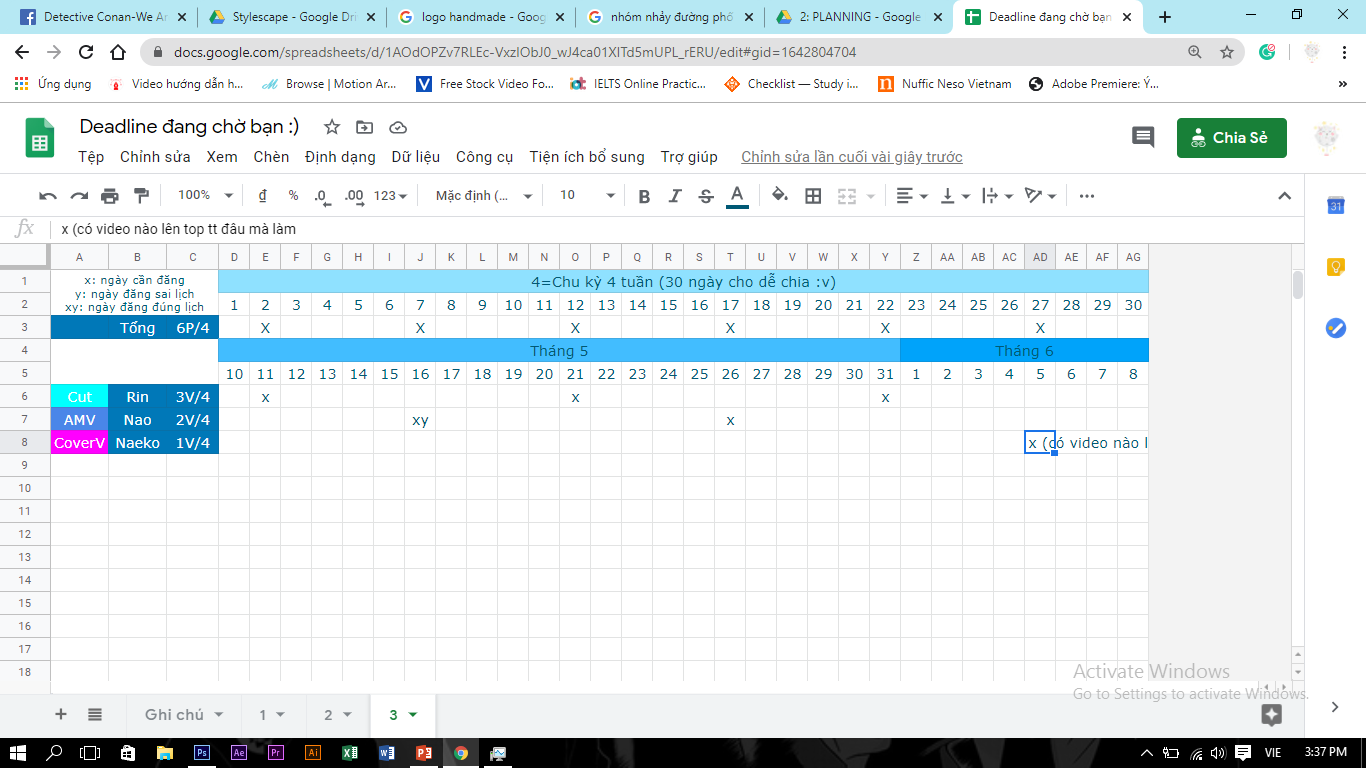 Detective Conan-We Ar
Stylescape - Google Dri
logo handmade - Goog
nhóm nhảy đường phố
2: PLANNING - Google
Deadline đang chờ bạn
docs.google.com/spreadsheets/d/1AOdOPZv7RLEc-VxzlObJ0_wJ4ca01XITd5mUPL_rERU/edit#gid=1642804704
Ứng dụng
Video hướng dẫn h...
Browse | Motion Ar...
Free Stock Video Fo...
IELTS Online Practic...
Checklist — Study i...
Nuffic Neso Vietnam
Adobe Premiere: Ý...
Deadline đang chờ bạn :)
Chia Sẻ
Tệp Chỉnh sửa Xem Chèn Định dạng Dữ liệu Công cụ Tiện ích bổ sung Trợ giúp Chỉnh sửa lần cuối vài giây trước
100% đ % .0 .00 123 Mặc định (... 10 B I S A
fx x (có video nào lên top tt đâu mà làm
A B C D E F G H I J K L M N O P Q R S T U V W X Y Z AA AB AC AD AE AF AG
1 x: ngày cần đăng 4=Chu kỳ 4 tuần (30 ngày cho dễ chia :v)
y: ngày đăng sai lịch
xy: ngày đăng đúng lịch
2 1 2 3 4 5 6 7 8 9 10 11 12 13 14 15 16 17 18 19 20 21 22 23 24 25 26 27 28 29 30
3 Tổng 6P/4 X X X X X X
4 Tháng 5 Tháng 6
5 10 11 12 13 14 15 16 17 18 19 20 21 22 23 24 25 26 27 28 29 30 31 1 2 3 4 5 6 7 8
6 Cut Rin 3V/4 x x x
7 AMV Nao 2V/4 xy x
8 CoverV Naeko 1V/4 x (có video nào l
9
10
11
12
13
14
15
16
17
18
Activate Windows
Go to Settings to activate Windows.
Ghi chú 1 2 3
31
Ps Ae Pr Ai
VIE 3:37 PM